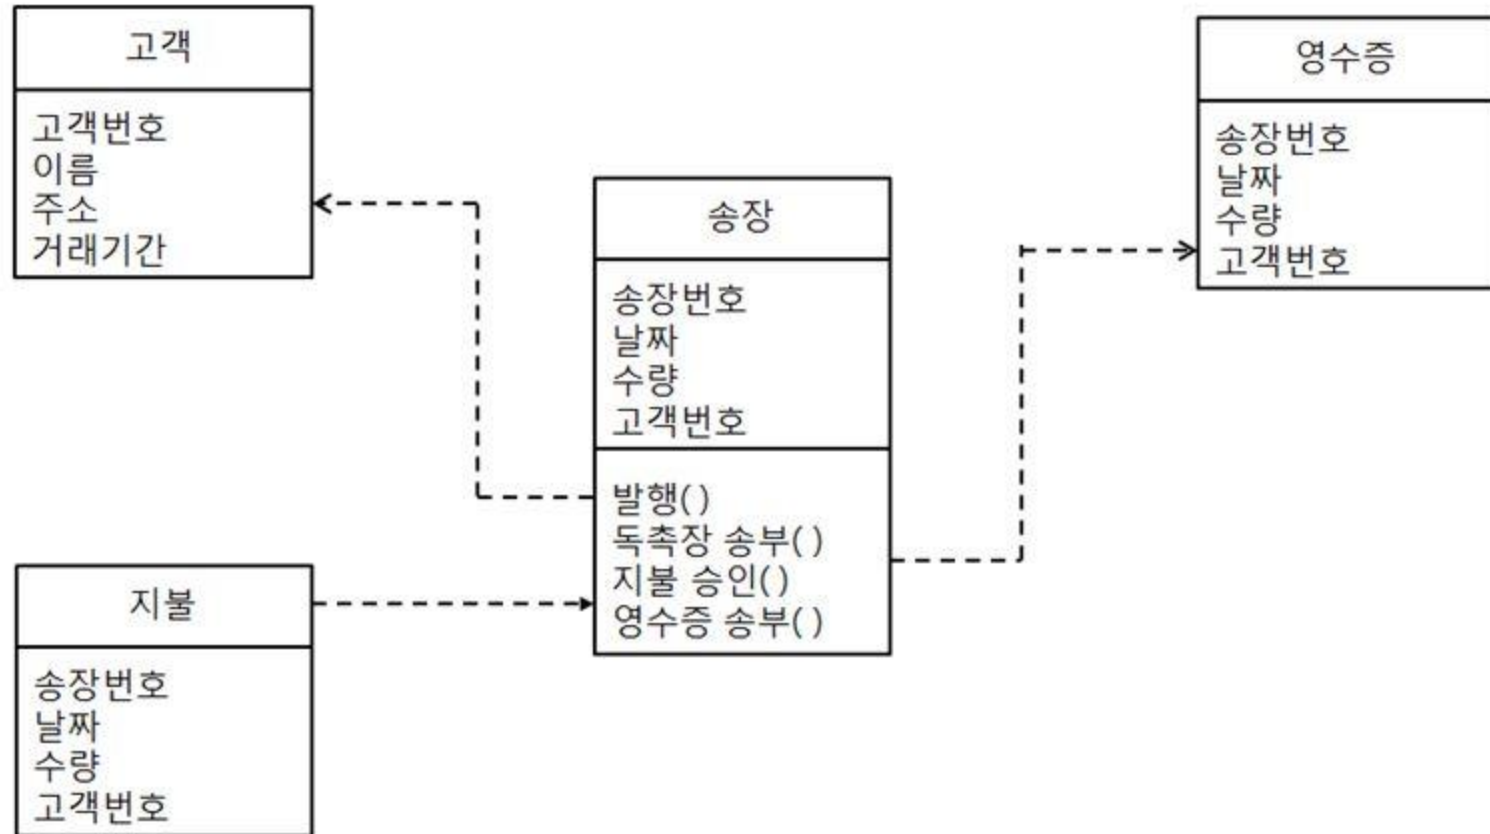 고객
고객번호
이름
주소
거래기간
영수증
송장번호
날짜
수량
고객번호
송장
송장번호
날짜
수량
고객번호
발행( )
독촉장 송부( )
지불 승인( )
영수증 송부( )
지불
송장번호
날짜
수량
고객번호